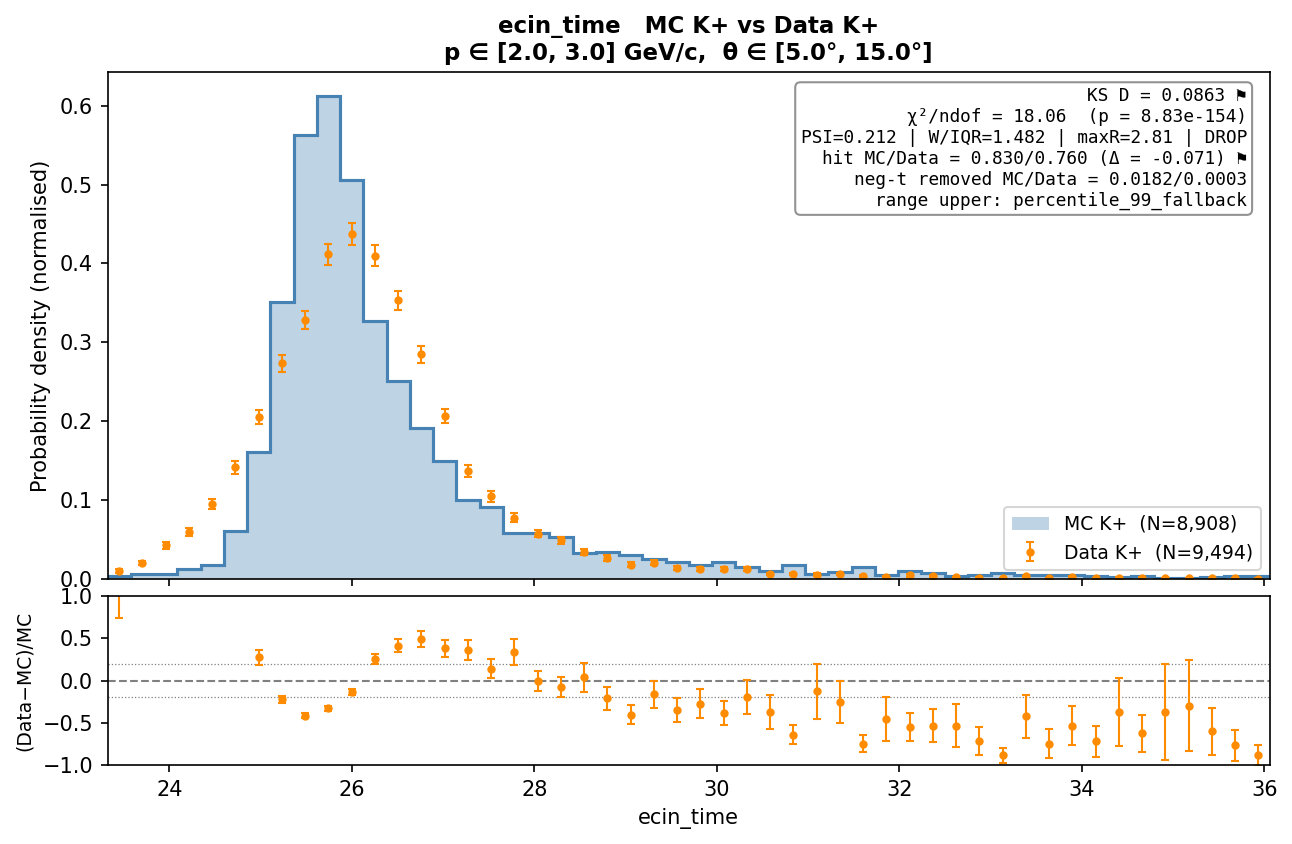 ecin_time   MC K+ vs Data K+
p ∈ [2.0, 3.0] GeV/c,  θ ∈ [5.0°, 15.0°]
KS D = 0.0863 ⚑
χ²/ndof = 18.06  (p = 8.83e-154)
PSI=0.212 | W/IQR=1.482 | maxR=2.81 | DROP
hit MC/Data = 0.830/0.760 (Δ = -0.071) ⚑
neg-t removed MC/Data = 0.0182/0.0003
range upper: percentile_99_fallback
Probability density (normalised)
0.6
0.5
0.4
0.3
0.2
0.1
0.0
MC K+  (N=8,908)
Data K+  (N=9,494)
(Data−MC)/MC
1.0
0.5
0.0
−0.5
−1.0
24 26 28 30 32 34 36
ecin_time